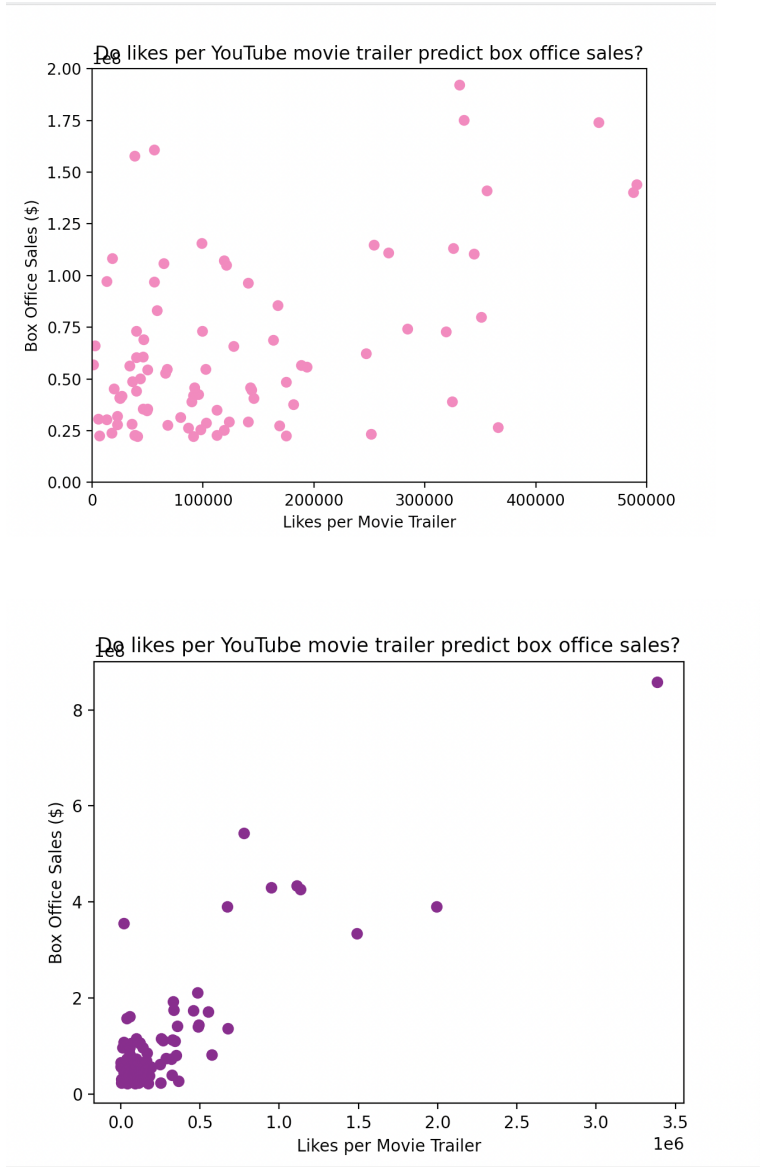 Do likes per YouTube movie trailer predict box office sales?
1e8
2.00
1.75
1.50
1.25
1.00
0.75
0.50
0.25
0.00
Box Office Sales ($)
0 100000 200000 300000 400000 500000
Likes per Movie Trailer
Do likes per YouTube movie trailer predict box office sales?
1e8
8
6
4
2
0
Box Office Sales ($)
0.0 0.5 1.0 1.5 2.0 2.5 3.0 3.5
1e6
Likes per Movie Trailer